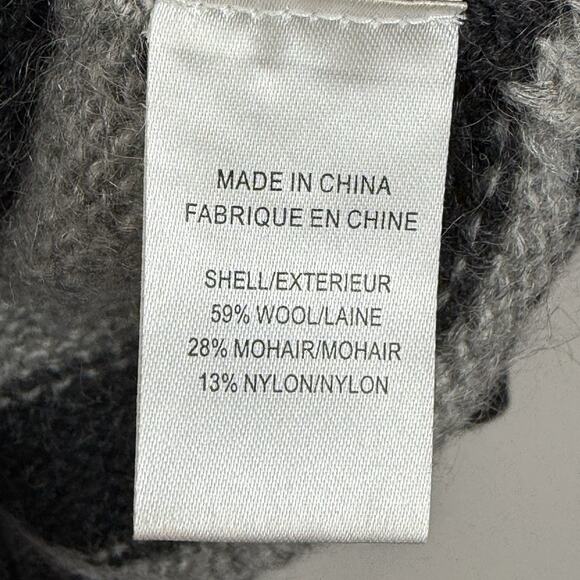 MADE IN CHINA
FABRIQUE EN CHINE
SHELL/EXTERIEUR
59% WOOL/LAINE
28% MOHAIR/MOHAIR
13% NYLON/NYLON